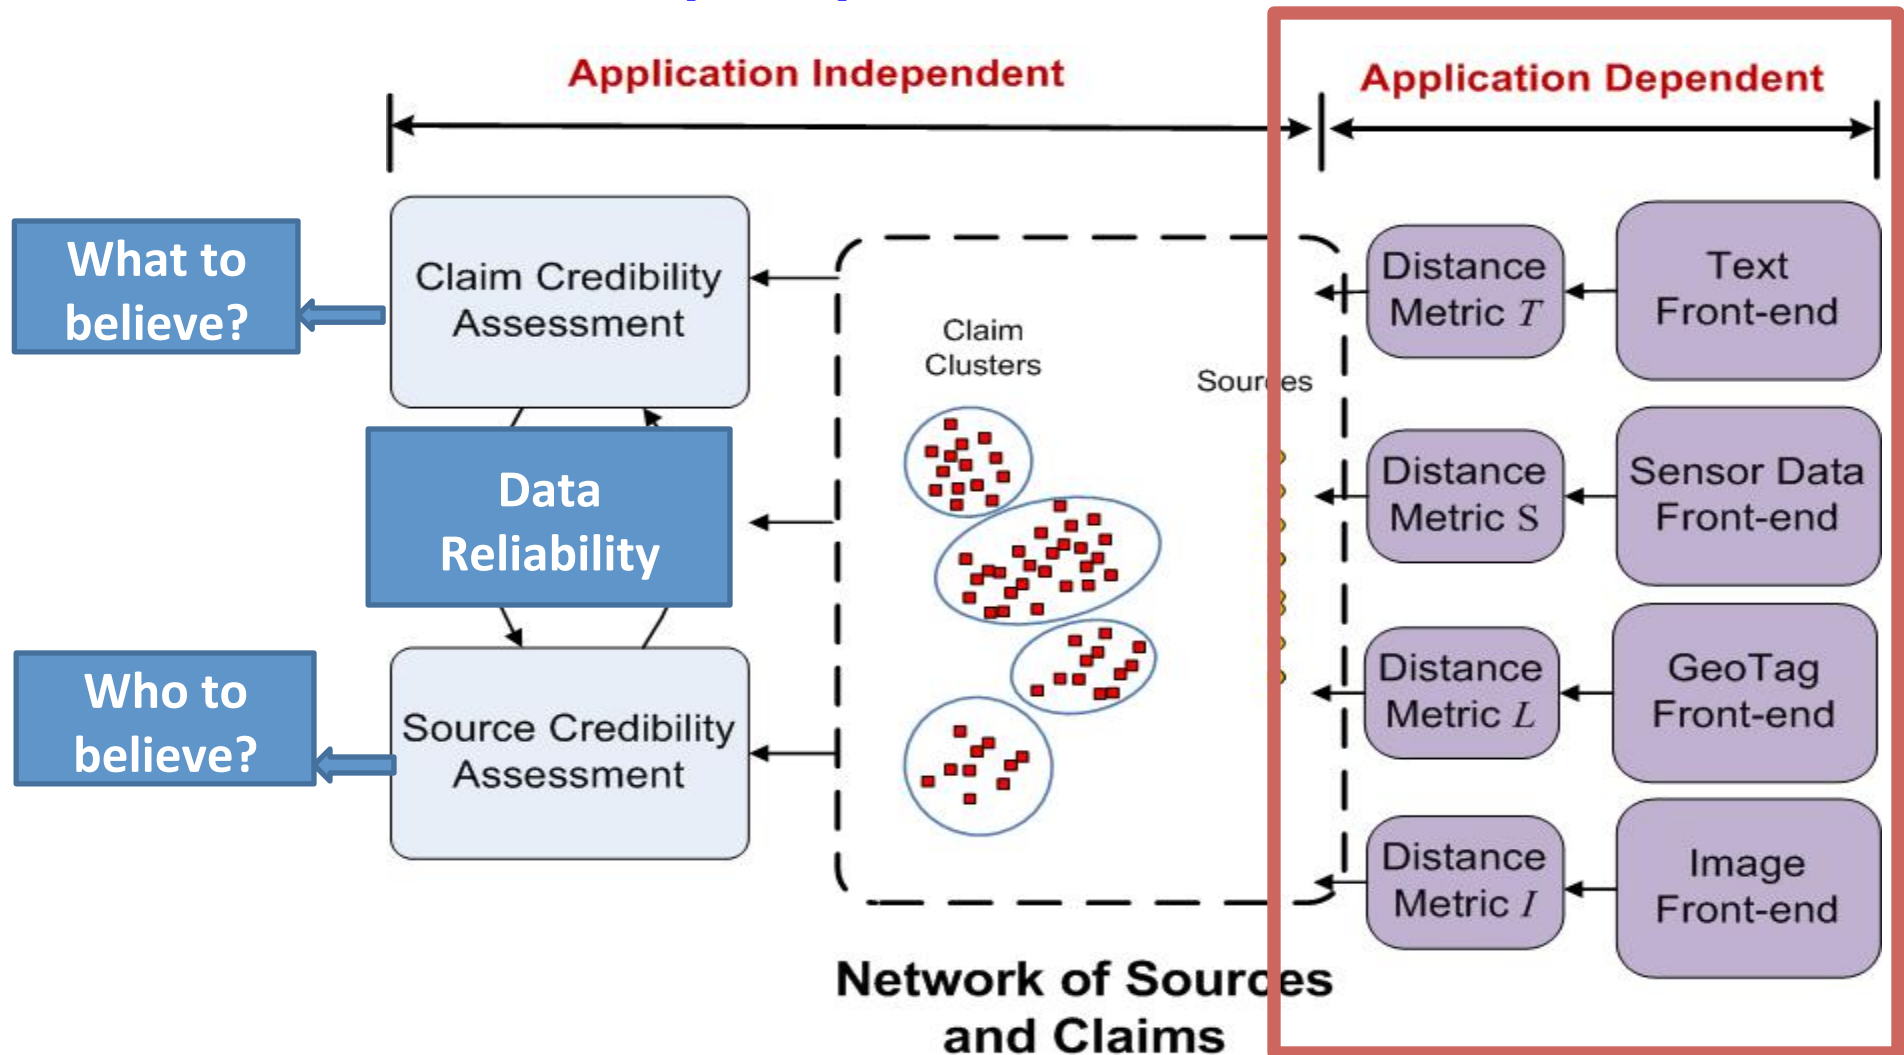 Application Independent
Application Dependent
What to
believe?
Claim Credibility
Assessment
Data
Reliability
Who to
believe?
Source Credibility
Assessment
Claim
Clusters
Sources
Network of Sources
and Claims
Distance
Metric T
Text
Front-end
Distance
Metric S
Sensor Data
Front-end
Distance
Metric L
GeoTag
Front-end
Distance
Metric I
Image
Front-end